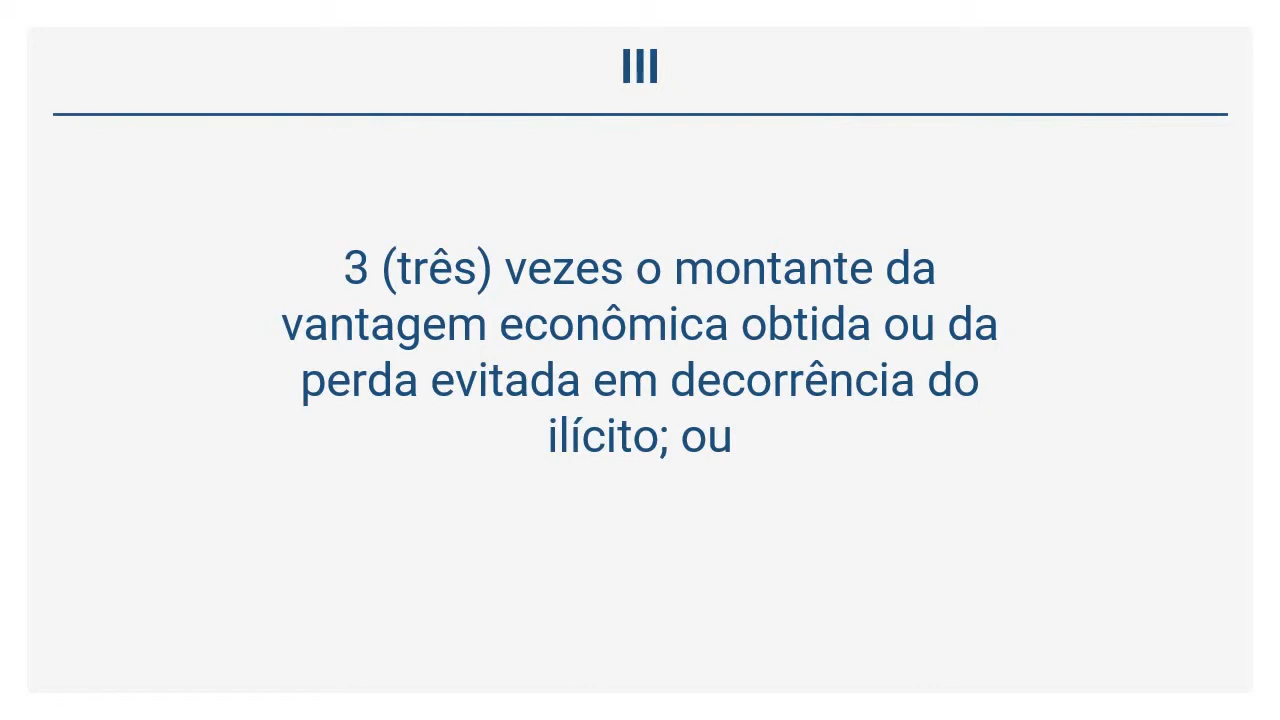 III
3 (três) vezes o montante da
vantagem econômica obtida ou da
perda evitada em decorrência do
ilícito; ou